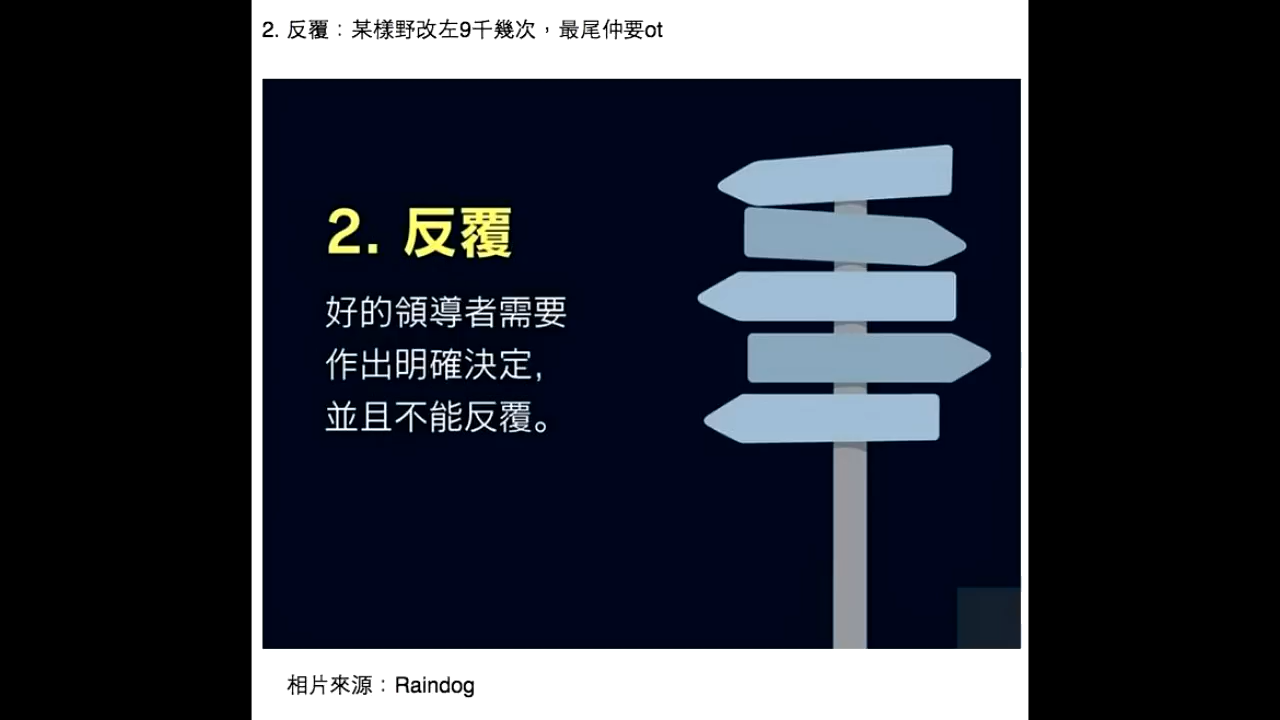 2. 反覆：某樣野改左9千幾次，最尾仲要ot
2. 反覆
好的領導者需要
作出明確決定,
並且不能反覆。
相片來源：Raindog